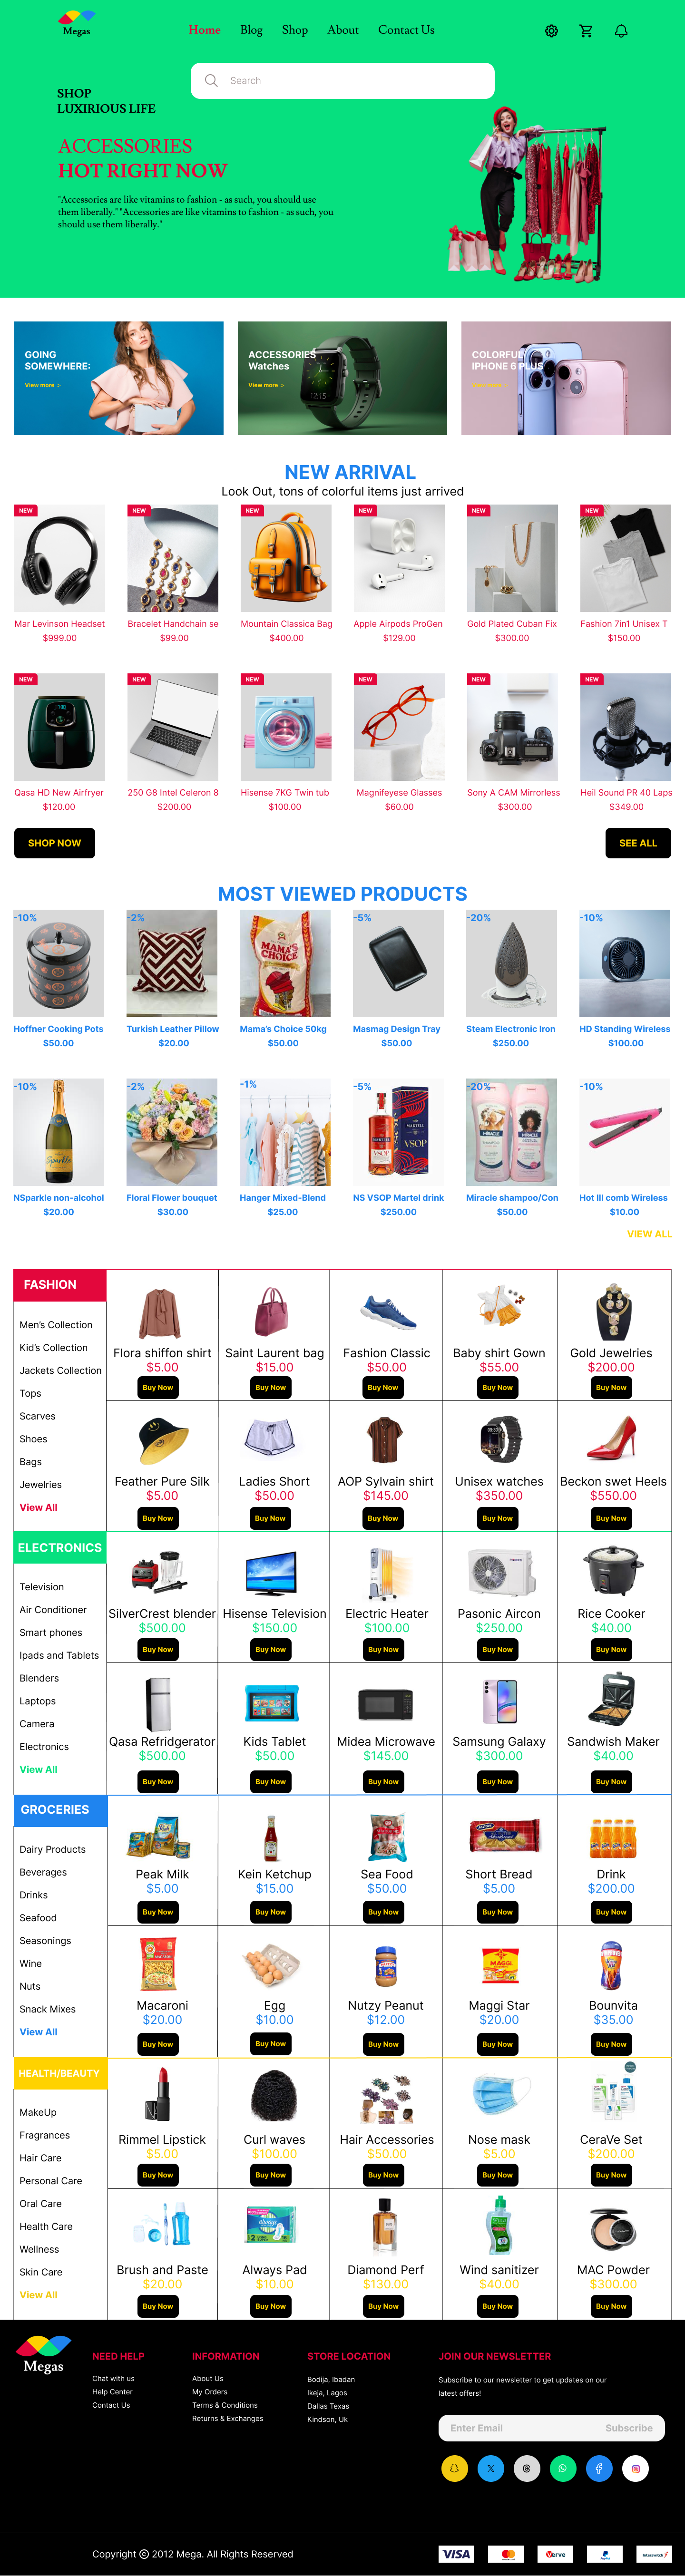 Megas
Home Blog Shop About Contact Us
Search
SHOP
LUXIRIOUS LIFE
ACCESSORIES
HOT RIGHT NOW
"Accessories are like vitamins to fashion - as such, you should use
them liberally." "Accessories are like vitamins to fashion - as such, you
should use them liberally."
GOING
SOMEWHERE:
View more >
ACCESSORIES
Watches
View more >
12:15
COLORFUL
IPHONE 6 PLUS
View more >
NEW ARRIVAL
Look Out, tons of colorful items just arrived
NEW NEW NEW NEW NEW NEW
Mar Levinson Headset Bracelet Handchain se Mountain Classica Bag Apple Airpods ProGen Gold Plated Cuban Fix Fashion 7in1 Unisex T
$999.00 $99.00 $400.00 $129.00 $300.00 $150.00
NEW NEW NEW NEW NEW NEW
Qasa HD New Airfryer 250 G8 Intel Celeron 8 Hisense 7KG Twin tub Magnifeyese Glasses Sony A CAM Mirrorless Heil Sound PR 40 Laps
$120.00 $200.00 $100.00 $60.00 $300.00 $349.00
SHOP NOW SEE ALL
MOST VIEWED PRODUCTS
-10% -2% -5% -20% -10%
MAMA'S
CHOICE
Hoffner Cooking Pots Turkish Leather Pillow Mama's Choice 50kg Masmag Design Tray Steam Electronic Iron HD Standing Wireless
$50.00 $20.00 $50.00 $50.00 $250.00 $100.00
-10% -2% -1% -5% -20% -10%
Sparkle
MARTELL
VSOP
MIRACLE MIRACLE
NSparkle non-alcohol Floral Flower bouquet Hanger Mixed-Blend NS VSOP Martel drink Miracle shampoo/Con Hot III comb Wireless
$20.00 $30.00 $25.00 $250.00 $50.00 $10.00
VIEW ALL
FASHION
Men's Collection
Kid's Collection
Jackets Collection
Tops
Scarves
Shoes
Bags
Jewelries
View All
Flora shiffon shirt Saint Laurent bag Fashion Classic Baby shirt Gown Gold Jewelries
$5.00 $15.00 $50.00 $55.00 $200.00
Buy Now Buy Now Buy Now Buy Now Buy Now
Feather Pure Silk Ladies Short AOP Sylvain shirt Unisex watches Beckon swet Heels
$5.00 $50.00 $145.00 $350.00 $550.00
Buy Now Buy Now Buy Now Buy Now Buy Now
ELECTRONICS
Television
Air Conditioner
Smart phones
Ipads and Tablets
Blenders
Laptops
Camera
Electronics
View All
SilverCrest blender Hisense Television Electric Heater Pasonic Aircon Rice Cooker
$500.00 $150.00 $100.00 $250.00 $40.00
Buy Now Buy Now Buy Now Buy Now Buy Now
Qasa Refridgerator Kids Tablet Midea Microwave Samsung Galaxy Sandwish Maker
$500.00 $50.00 $145.00 $300.00 $40.00
Buy Now Buy Now Buy Now Buy Now Buy Now
GROCERIES
Dairy Products
Beverages
Drinks
Seafood
Seasonings
Wine
Nuts
Snack Mixes
View All
Peak Milk Kein Ketchup Sea Food Short Bread Drink
$5.00 $15.00 $50.00 $5.00 $200.00
Buy Now Buy Now Buy Now Buy Now Buy Now
MAGGI
Macaroni Egg Nutzy Peanut Maggi Star Bounvita
$20.00 $10.00 $12.00 $20.00 $35.00
Buy Now Buy Now Buy Now Buy Now Buy Now
HEALTH/BEAUTY
MakeUp
Fragrances
Hair Care
Personal Care
Oral Care
Health Care
Wellness
Skin Care
View All
Rimmel Lipstick Curl waves Hair Accessories Nose mask CeraVe Set
$5.00 $100.00 $50.00 $5.00 $200.00
Buy Now Buy Now Buy Now Buy Now Buy Now
always
Brush and Paste Always Pad Diamond Perf Wind sanitizer MAC Powder
$20.00 $10.00 $130.00 $40.00 $300.00
Buy Now Buy Now Buy Now Buy Now Buy Now
Megas
NEED HELP
Chat with us
Help Center
Contact Us
INFORMATION
About Us
My Orders
Terms & Conditions
Returns & Exchanges
STORE LOCATION
Bodija, Ibadan
Ikeja, Lagos
Dallas Texas
Kindson, Uk
JOIN OUR NEWSLETTER
Subscribe to our newsletter to get updates on our
latest offers!
Enter Email Subscribe
Copyright © 2012 Mega. All Rights Reserved
VISA mastercard Verve PayPal interswitch